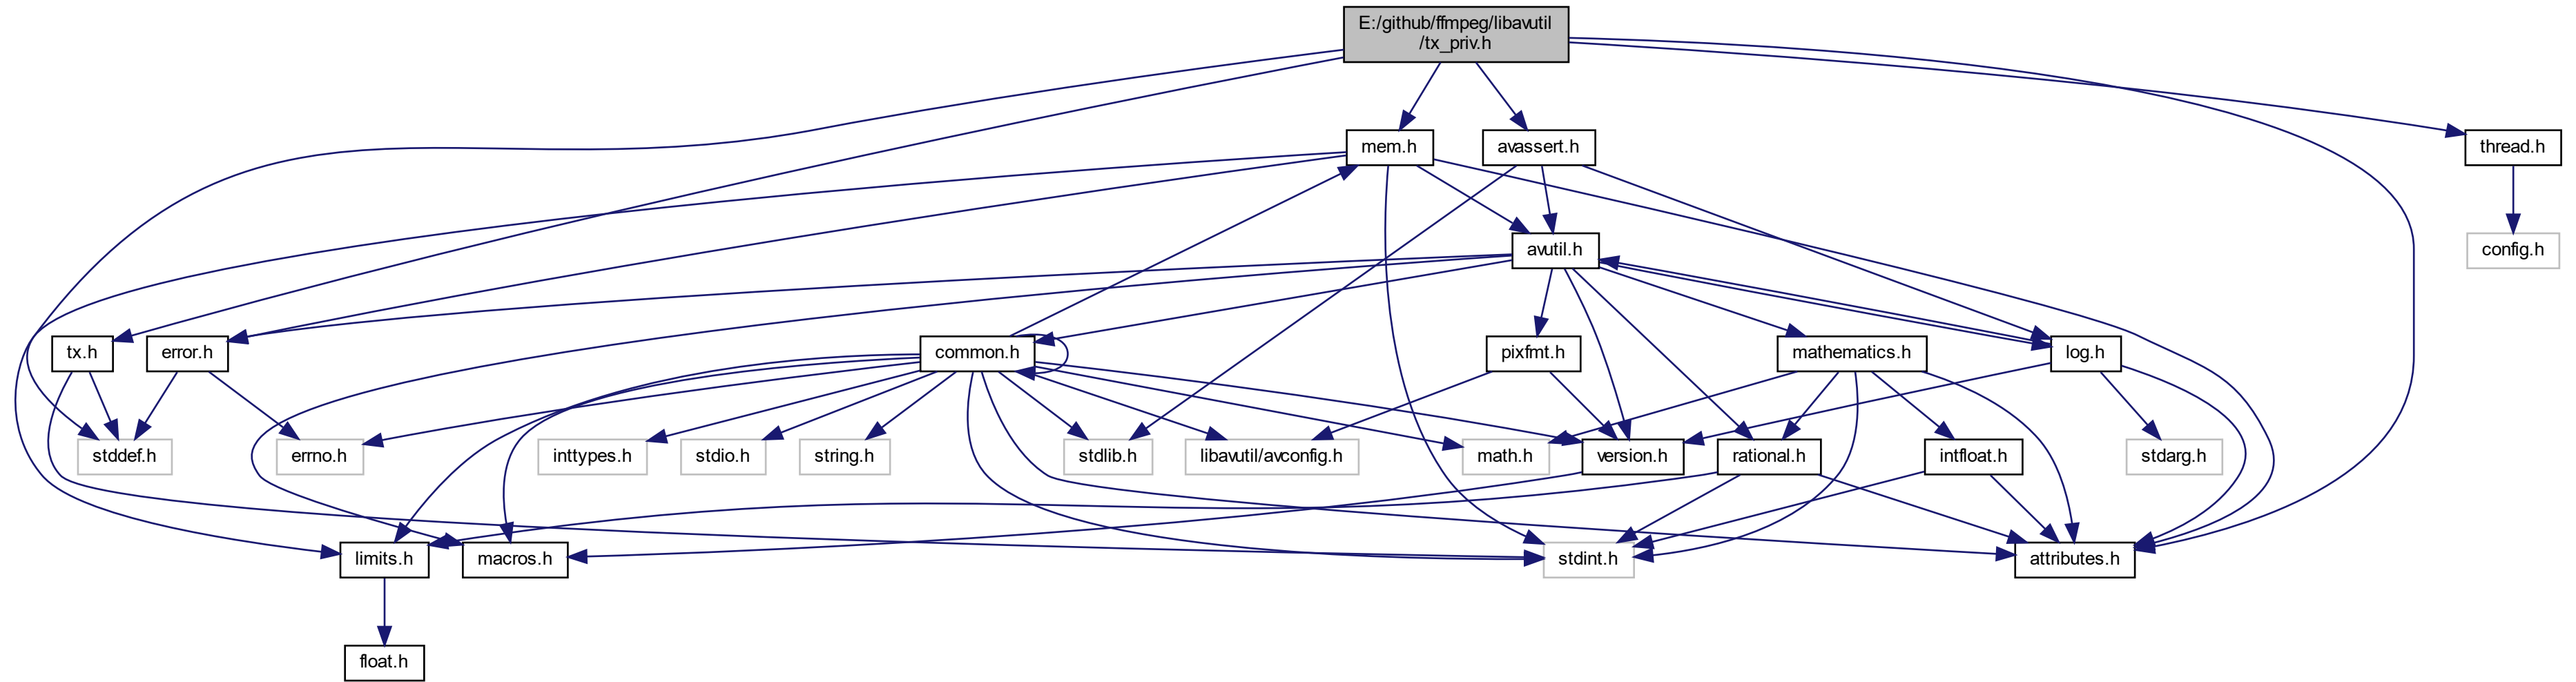 E:/github/ffmpeg/libavutil
/tx_priv.h
mem.h
avassert.h
thread.h
avutil.h
config.h
tx.h
error.h
common.h
pixfmt.h
mathematics.h
log.h
stddef.h
errno.h
inttypes.h
stdio.h
string.h
stdlib.h
libavutil/avconfig.h
math.h
version.h
rational.h
intfloat.h
stdarg.h
limits.h
macros.h
stdint.h
attributes.h
float.h